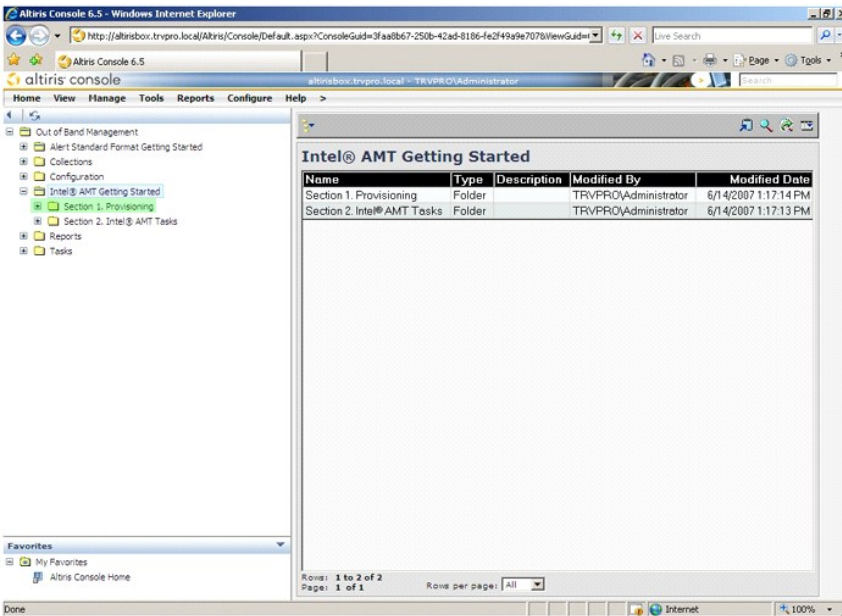 Altiris Console 6.5 - Windows Internet Explorer
http://altirisbox.trvpro.local/Altiris/Console/Default.aspx?ConsoleGuid=3faa8b67-250b-42ad-8186-fe2f49a9e707&ViewGuid=
Live Search
Altiris Console 6.5
Page
Tools
altiris console
altirisbox.trvpro.local - TRVPRO\Administrator
Search
Home View Manage Tools Reports Configure Help >
Out of Band Management
Alert Standard Format Getting Started
Collections
Configuration
Intel® AMT Getting Started
Section 1. Provisioning
Section 2. Intel® AMT Tasks
Reports
Tasks
Intel® AMT Getting Started
Name Type Description Modified By Modified Date
Section 1. Provisioning Folder TRVPRO\Administrator 6/14/2007 1:17:14 PM
Section 2. Intel® AMT Tasks Folder TRVPRO\Administrator 6/14/2007 1:17:13 PM
Favorites
My Favorites
Altiris Console Home
Rows: 1 to 2 of 2
Page: 1 of 1
Rows per page: All
Done
Internet
100%